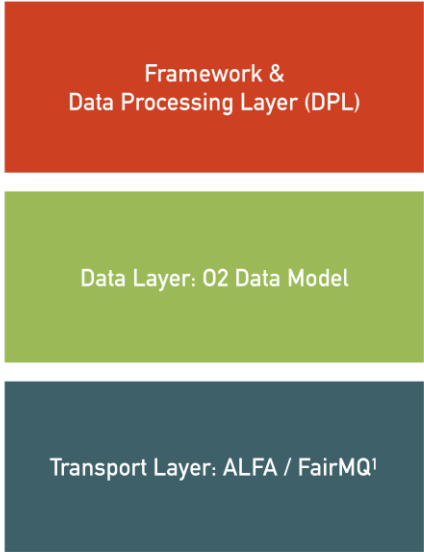 Framework &
Data Processing Layer (DPL)
Data Layer: O2 Data Model
Transport Layer: ALFA / FairMQ¹